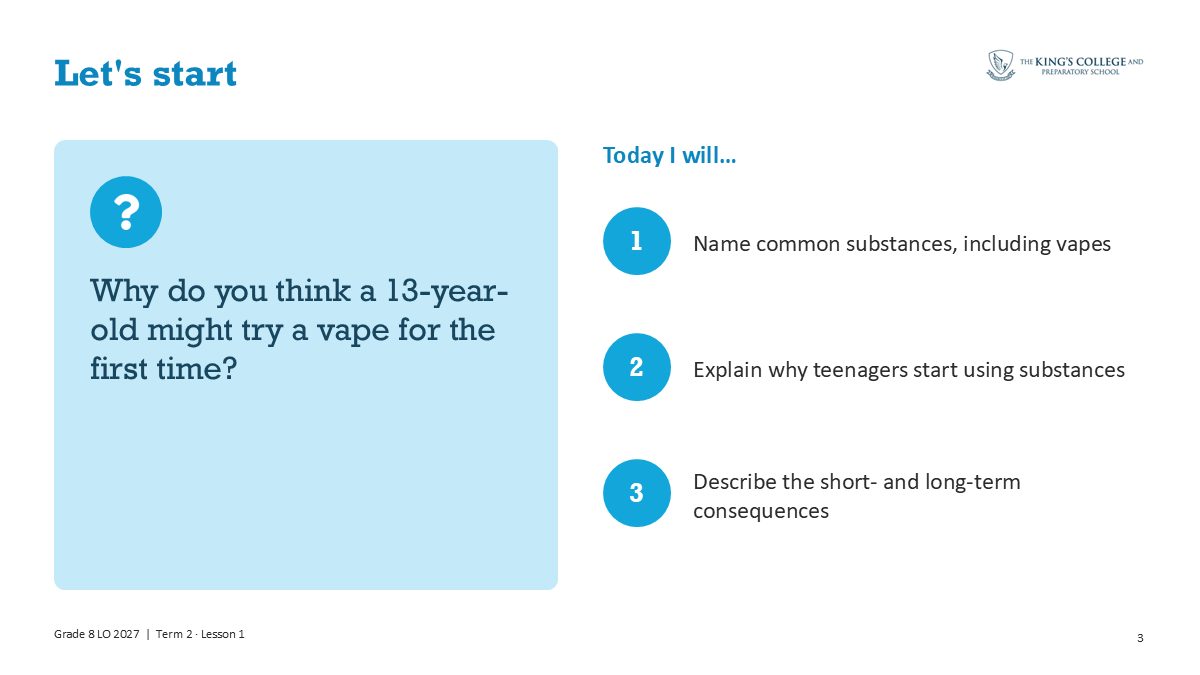 Let's start
THE KING'S COLLEGE AND
PREPARATORY SCHOOL
?
Why do you think a 13-year-
old might try a vape for the
first time?
Today I will...
1
Name common substances, including vapes
2
Explain why teenagers start using substances
3
Describe the short- and long-term
consequences
Grade 8 LO 2027 | Term 2 · Lesson 1
3